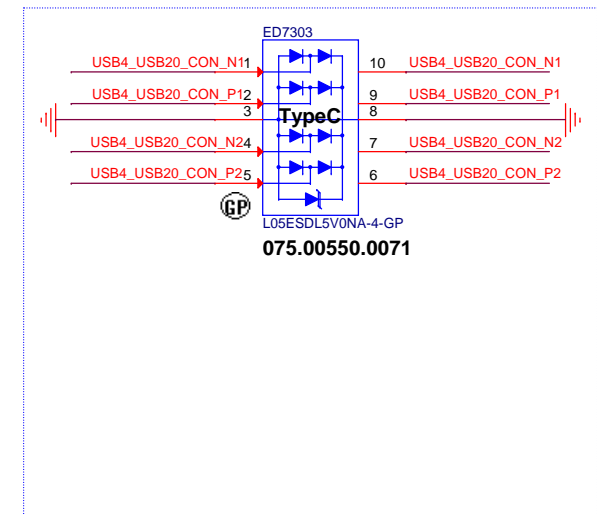 ED7303
USB4_USB20_CON_N1 1 10 USB4_USB20_CON_N1
USB4_USB20_CON_P1 2 9 USB4_USB20_CON_P1
3 TypeC 8
USB4_USB20_CON_N2 4 7 USB4_USB20_CON_N2
USB4_USB20_CON_P2 5 6 USB4_USB20_CON_P2
GP
L05ESDL5V0NA-4-GP
075.00550.0071